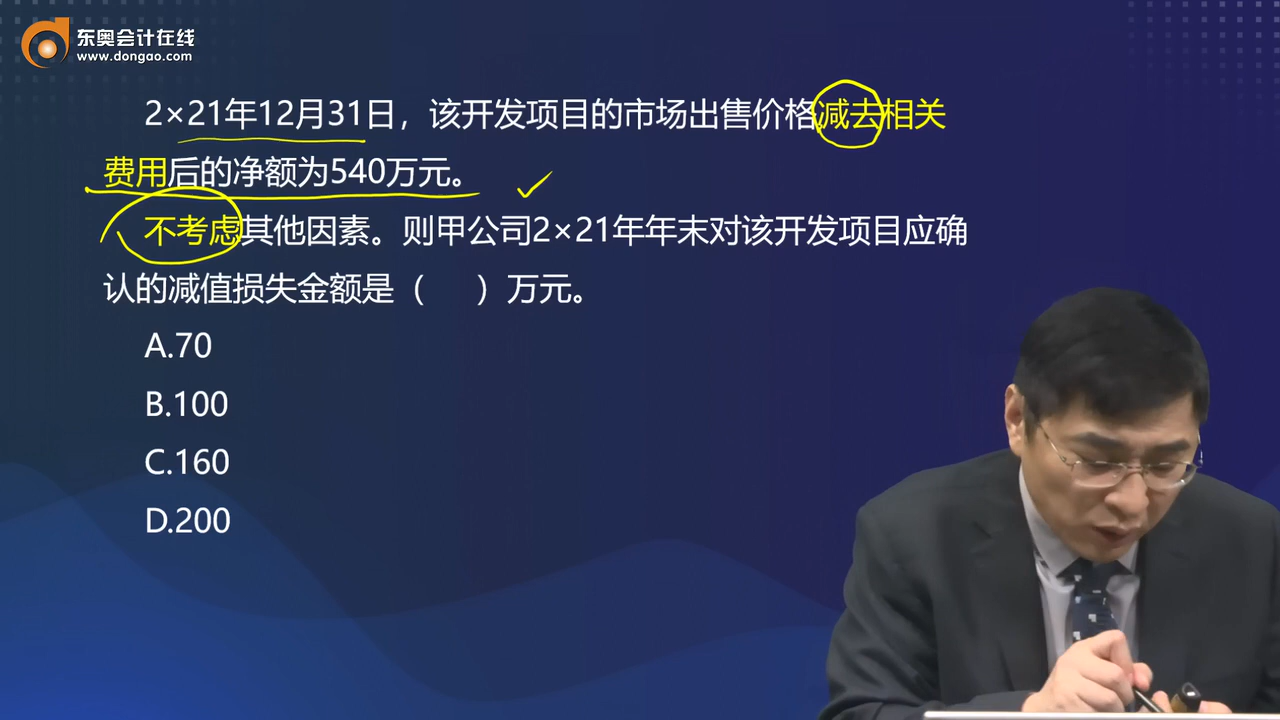 东奥会计在线
www.dongao.com
2×21年12月31日，该开发项目的市场出售价格减去相关
费用后的净额为540万元。
不考虑其他因素。则甲公司2×21年年末对该开发项目应确
认的减值损失金额是（　　）万元。
A.70
B.100
C.160
D.200